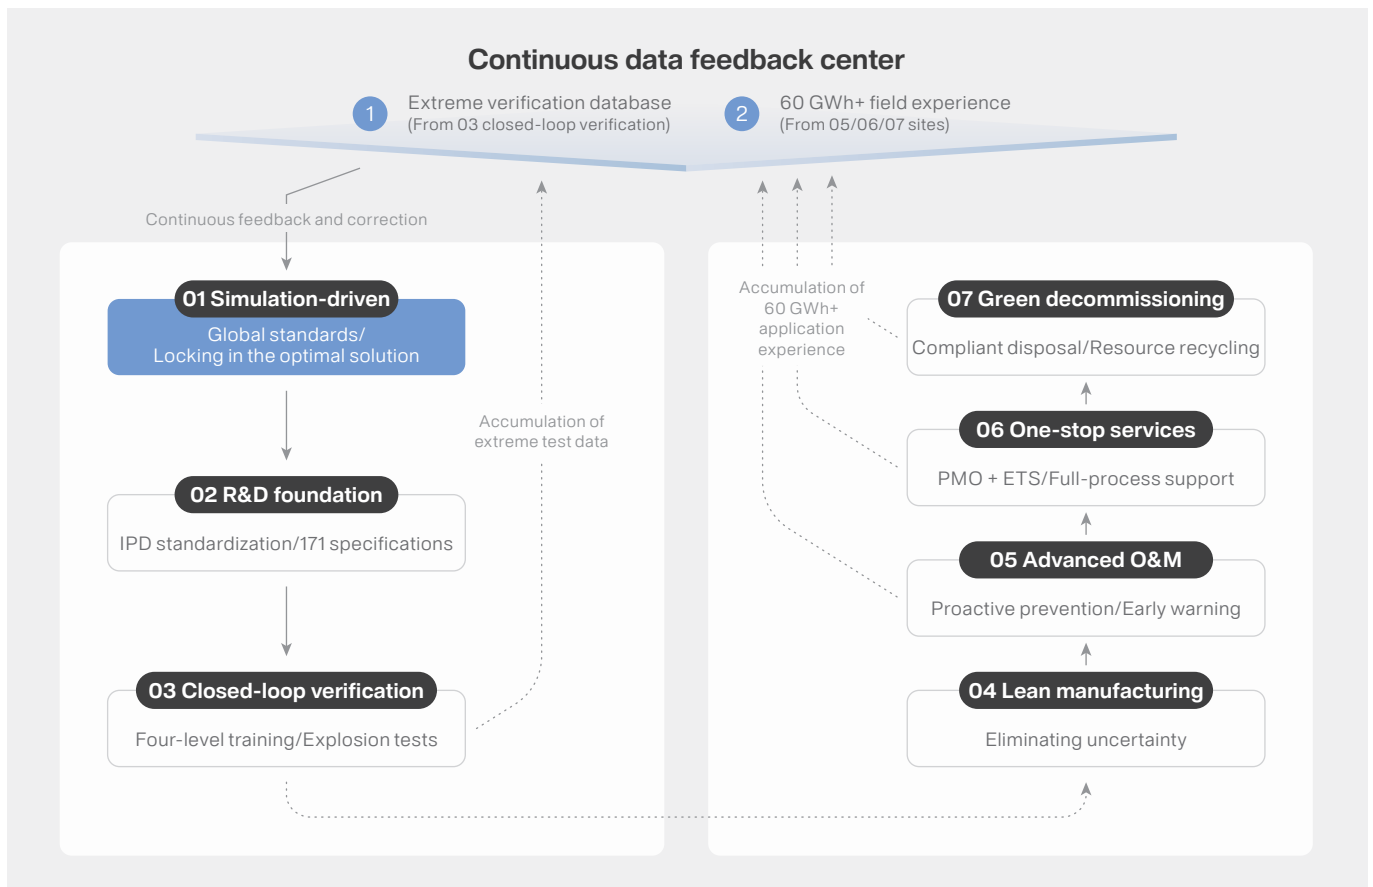 Continuous data feedback center
1
Extreme verification database
(From 03 closed-loop verification)
2
60 GWh+ field experience
(From 05/06/07 sites)
Continuous feedback and correction
01 Simulation-driven
Global standards/
Locking in the optimal solution
02 R&D foundation
IPD standardization/171 specifications
03 Closed-loop verification
Four-level training/Explosion tests
Accumulation of
extreme test data
Accumulation of
60 GWh+
application
experience
07 Green decommissioning
Compliant disposal/Resource recycling
06 One-stop services
PMO + ETS/Full-process support
05 Advanced O&M
Proactive prevention/Early warning
04 Lean manufacturing
Eliminating uncertainty